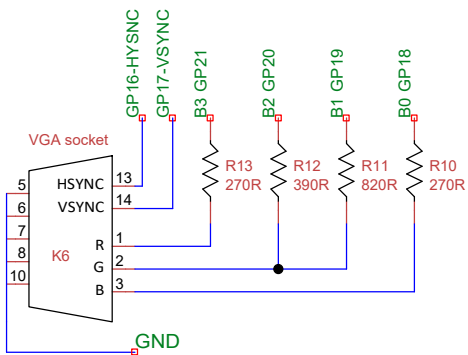 GP16-HYSNC
GP17-VSYNC
B3 GP21
B2 GP20
B1 GP19
B0 GP18
VGA socket
R13
270R
R12
390R
R11
820R
R10
270R
5
6
7
8
10
HSYNC 13
VSYNC 14
R 1
K6
G 2
B 3
GND